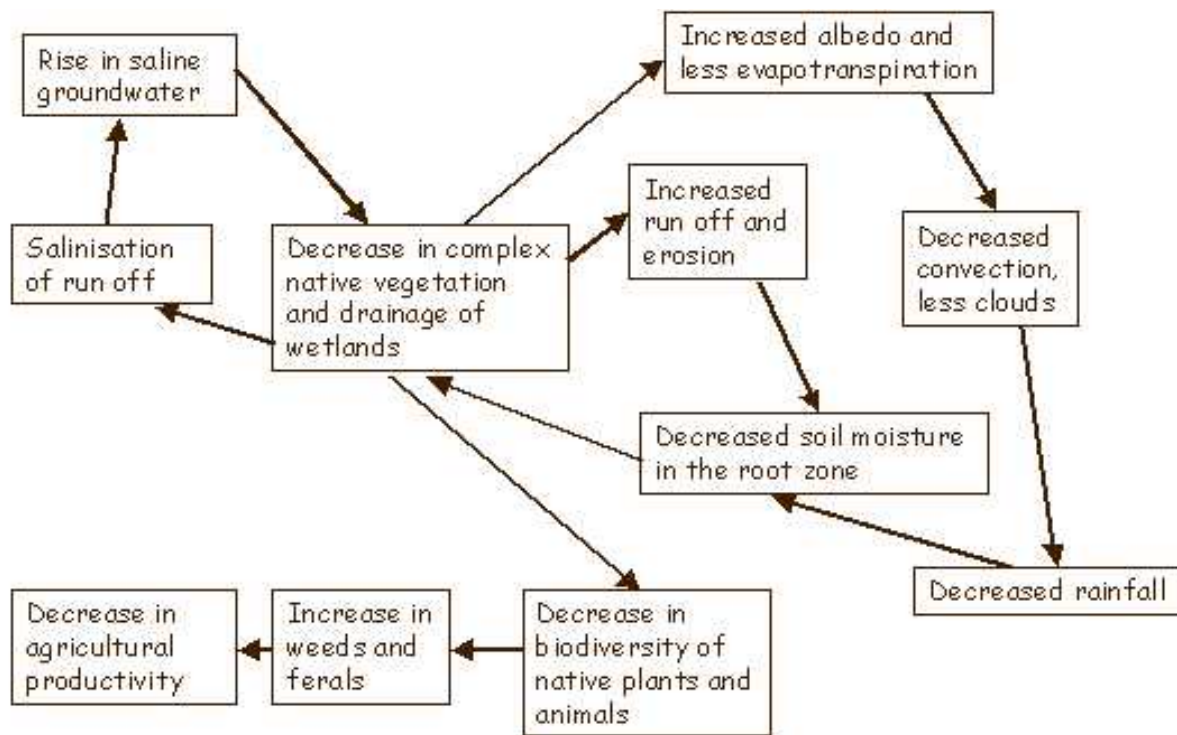 Rise in saline
groundwater
Increased albedo and
less evapotranspiration
Increased
run off and
erosion
Salinisation
of run off
Decrease in complex
native vegetation
and drainage of
wetlands
Decreased
convection,
less clouds
Decreased soil moisture
in the root zone
Decreased rainfall
Decrease in
agricultural
productivity
Increase in
weeds and
ferals
Decrease in
biodiversity of
native plants and
animals